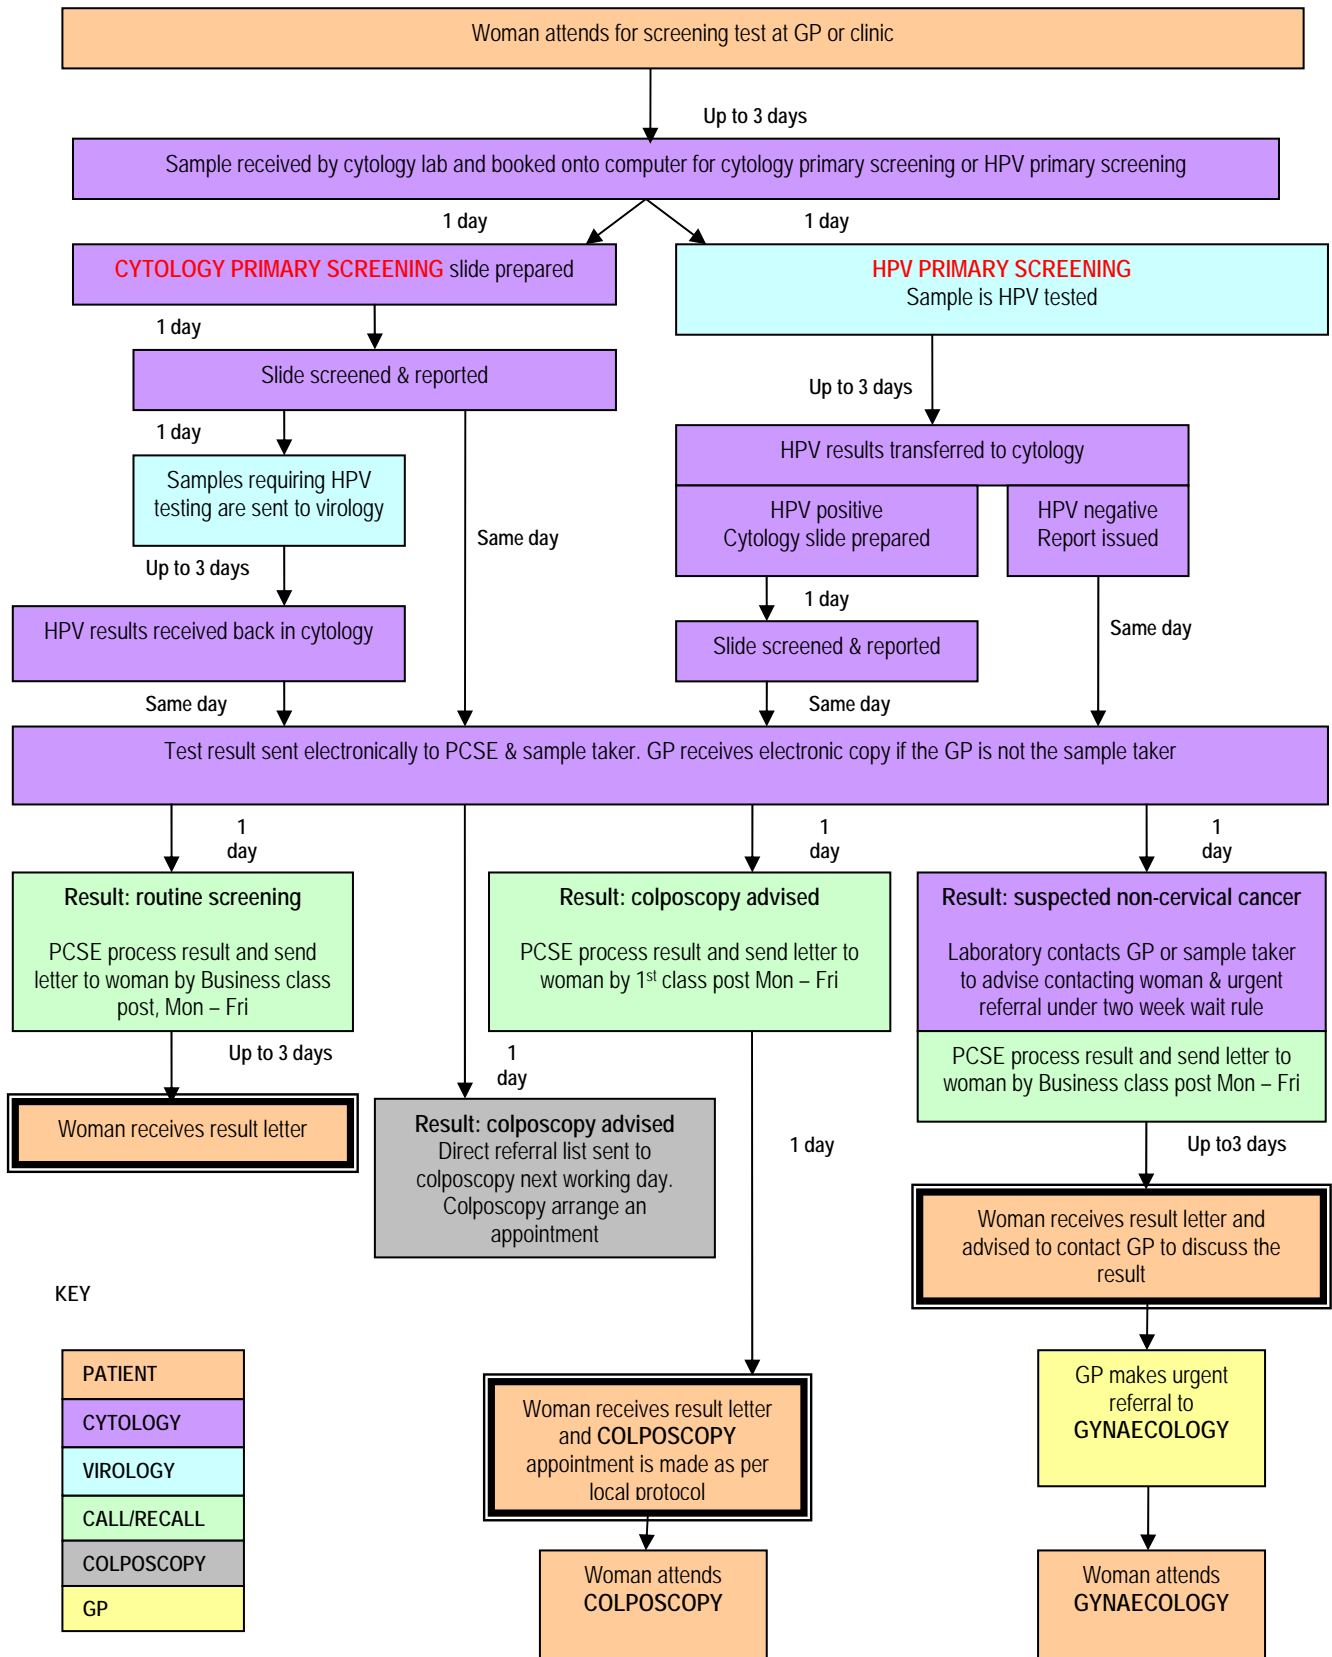 Woman attends for screening test at GP or clinic
Up to 3 days
Sample received by cytology lab and booked onto computer for cytology primary screening or HPV primary screening
1 day
1 day
CYTOLOGY PRIMARY SCREENING slide prepared
HPV PRIMARY SCREENING
Sample is HPV tested
1 day
Slide screened & reported
Up to 3 days
1 day
HPV results transferred to cytology
Samples requiring HPV
testing are sent to virology
HPV positive
Cytology slide prepared
HPV negative
Report issued
Same day
Up to 3 days
1 day
HPV results received back in cytology
Slide screened & reported
Same day
Same day
Same day
Test result sent electronically to PCSE & sample taker. GP receives electronic copy if the GP is not the sample taker
1
day
1
day
1
day
Result: routine screening
PCSE process result and send
letter to woman by Business class
post, Mon – Fri
Result: colposcopy advised
PCSE process result and send letter to
woman by 1st class post Mon – Fri
Result: suspected non-cervical cancer
Laboratory contacts GP or sample taker
to advise contacting woman & urgent
referral under two week wait rule
PCSE process result and send letter to
woman by Business class post Mon – Fri
Up to 3 days
1
day
Woman receives result letter
Result: colposcopy advised
Direct referral list sent to
colposcopy next working day.
Colposcopy arrange an
appointment
1 day
Up to3 days
Woman receives result letter and
advised to contact GP to discuss the
result
KEY
PATIENT
CYTOLOGY
VIROLOGY
CALL/RECALL
COLPOSCOPY
GP
Woman receives result letter
and COLPOSCOPY
appointment is made as per
local protocol
GP makes urgent
referral to
GYNAECOLOGY
Woman attends
COLPOSCOPY
Woman attends
GYNAECOLOGY